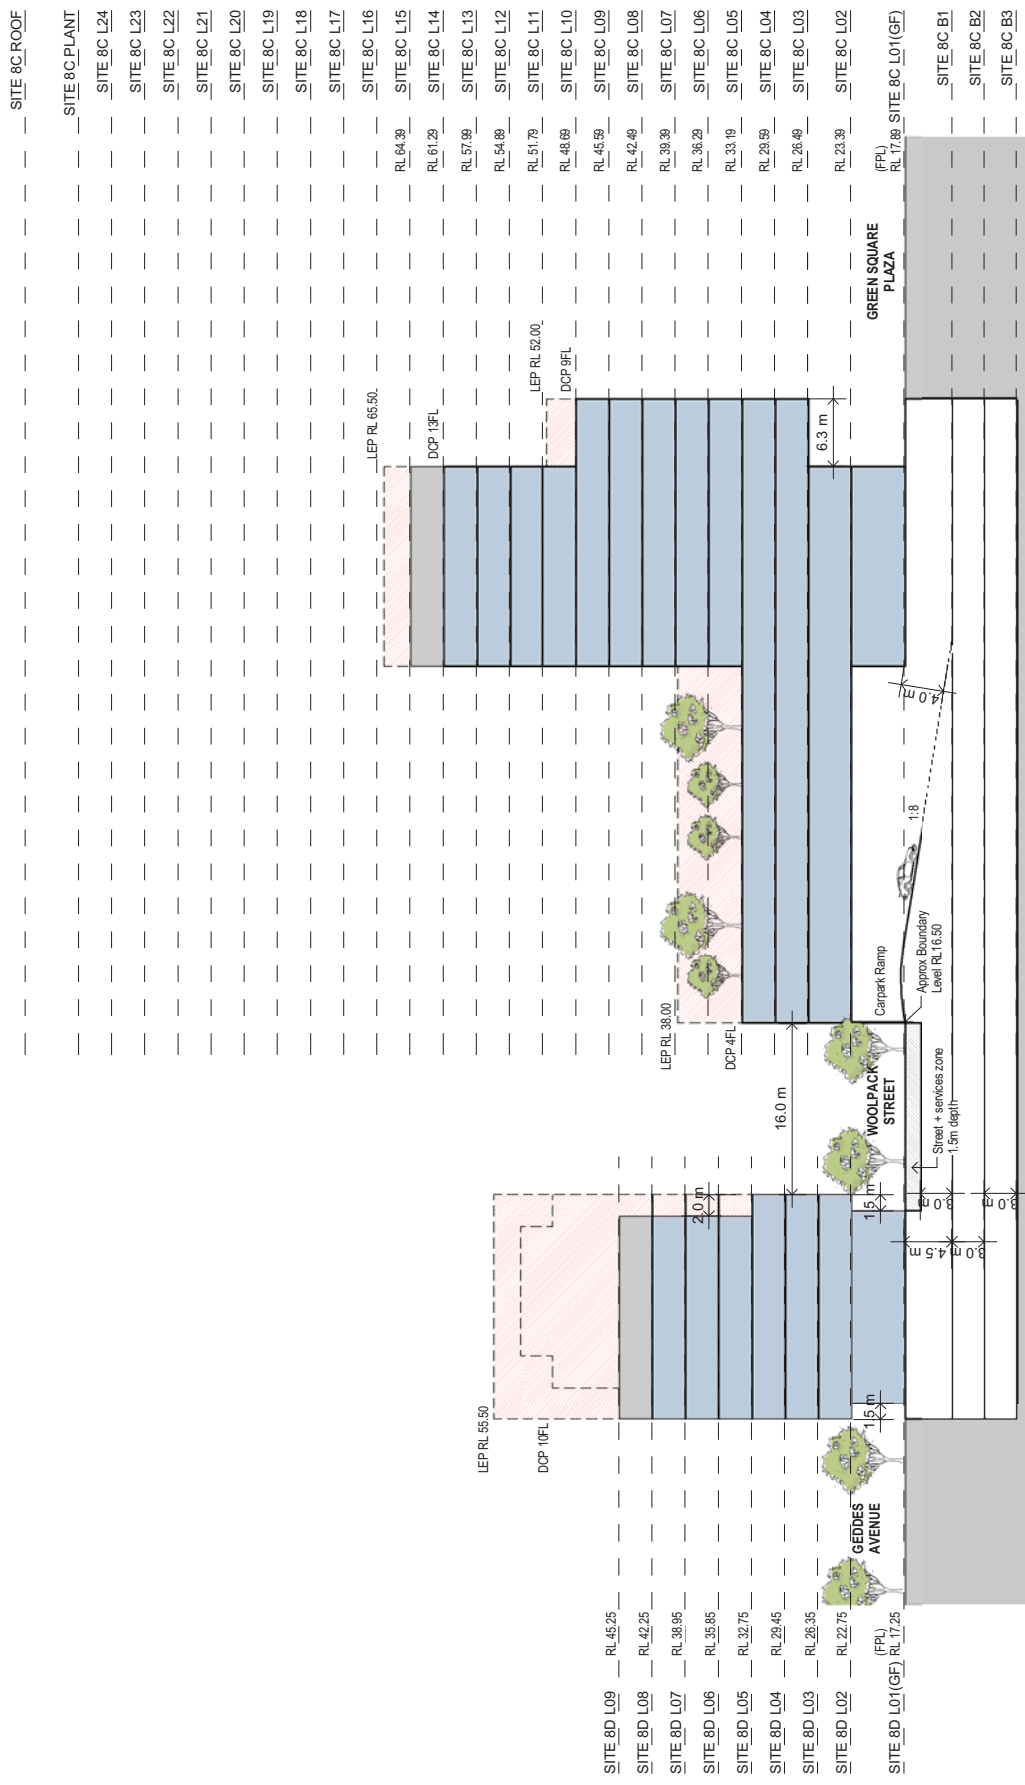 SITE 8C ROOF
SITE 8C PLANT
SITE 8C L24
SITE 8C L23
SITE 8C L22
SITE 8C L21
SITE 8C L20
SITE 8C L19
SITE 8C L18
SITE 8C L17
SITE 8C L16
RL 64.39 SITE 8C L15
RL 61.29 SITE 8C L14
RL 57.99 SITE 8C L13
RL 54.89 SITE 8C L12
RL 51.79 SITE 8C L11
RL 48.69 SITE 8C L10
RL 45.59 SITE 8C L09
RL 42.49 SITE 8C L08
RL 39.39 SITE 8C L07
RL 36.29 SITE 8C L06
RL 33.19 SITE 8C L05
RL 29.59 SITE 8C L04
RL 26.49 SITE 8C L03
RL 23.39 SITE 8C L02
(FPL)
RL 17.89 SITE 8C L01(GF)
SITE 8C B1
SITE 8C B2
SITE 8C B3
GREEN SQUARE
PLAZA
LEP RL 65.50
DCP 13FL
LEP RL 52.00
DCP 9FL
6.3 m
4.0 m
1:8
Carpark Ramp
Approx Boundary
Level RL16.50
LEP RL 38.00
DCP 4FL
16.0 m
WOOLPACK
STREET
Street + services zone
1.5m depth
2.0 m
1.5 m
3.0 m
3.0 m
4.5 m
3.0 m
1.5 m
LEP RL 55.50
DCP 10FL
GEDDES
AVENUE
SITE 8D L09 RL 45.25
SITE 8D L08 RL 42.25
SITE 8D L07 RL 38.95
SITE 8D L06 RL 35.85
SITE 8D L05 RL 32.75
SITE 8D L04 RL 29.45
SITE 8D L03 RL 26.35
SITE 8D L02 RL 22.75
(FPL)
SITE 8D L01(GF) RL 17.25